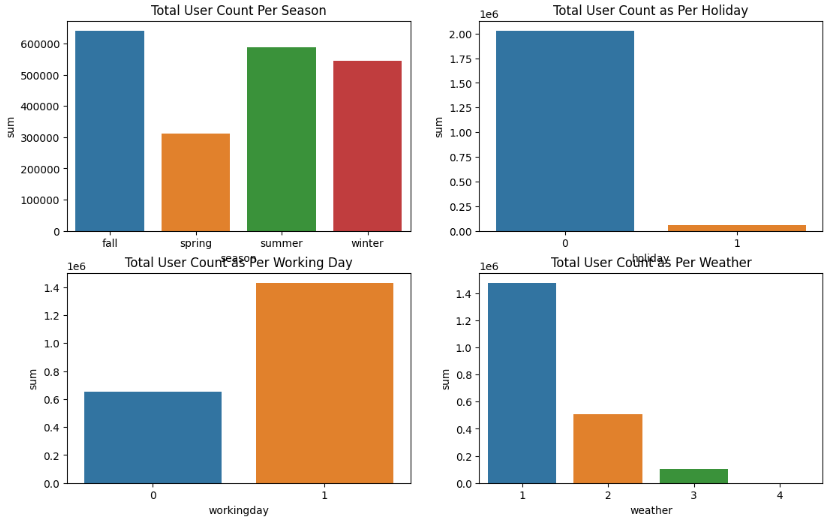 Total User Count Per Season
600000
500000
400000
300000
200000
100000
0
sum
fall spring summer winter
season
Total User Count as Per Holiday
1e6
2.00
1.75
1.50
1.25
1.00
0.75
0.50
0.25
0.00
sum
0 1
holiday
Total User Count as Per Working Day
1e6
1.4
1.2
1.0
0.8
0.6
0.4
0.2
0.0
sum
0 1
workingday
Total User Count as Per Weather
1e6
1.4
1.2
1.0
0.8
0.6
0.4
0.2
0.0
sum
1 2 3 4
weather